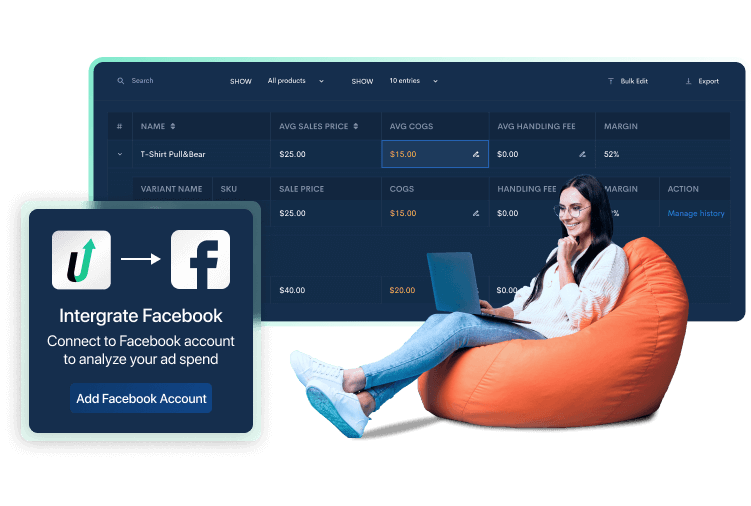 Search SHOW All products SHOW 10 entries Bulk Edit Export
# NAME AVG SALES PRICE AVG COGS AVG HANDLING FEE MARGIN
T-Shirt Pull&Bear $25.00 $15.00 $0.00 52%
VARIANT NAME SKU SALE PRICE COGS HANDLING FEE MARGIN ACTION
$25.00 $15.00 Manage history
$40.00 $20.00 $0.00
Intergrate Facebook
Connect to Facebook account
to analyze your ad spend
Add Facebook Account